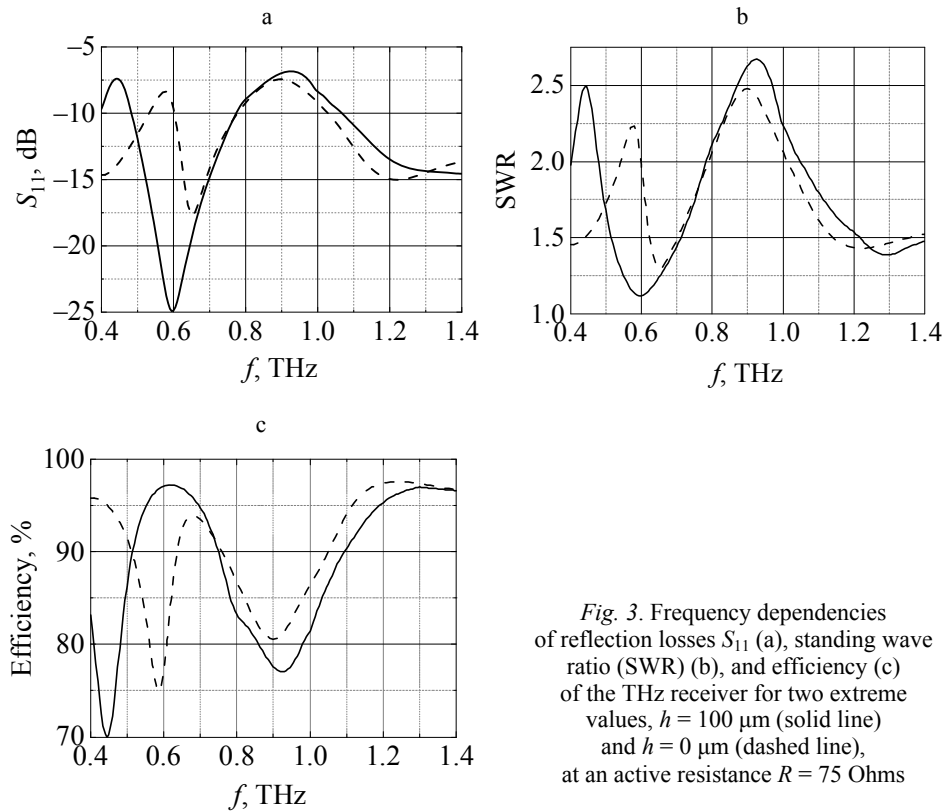 a
−5
−10
−15
−20
−25
S11, dB
0.4 0.6 0.8 1.0 1.2 1.4
f, THz
b
2.5
2.0
1.5
1.0
SWR
0.4 0.6 0.8 1.0 1.2 1.4
f, THz
c
100
90
80
70
Efficiency, %
0.4 0.6 0.8 1.0 1.2 1.4
f, THz
Fig. 3. Frequency dependencies
of reflection losses S11 (a), standing wave
ratio (SWR) (b), and efficiency (c)
of the THz receiver for two extreme
values, h = 100 μm (solid line)
and h = 0 μm (dashed line),
at an active resistance R = 75 Ohms